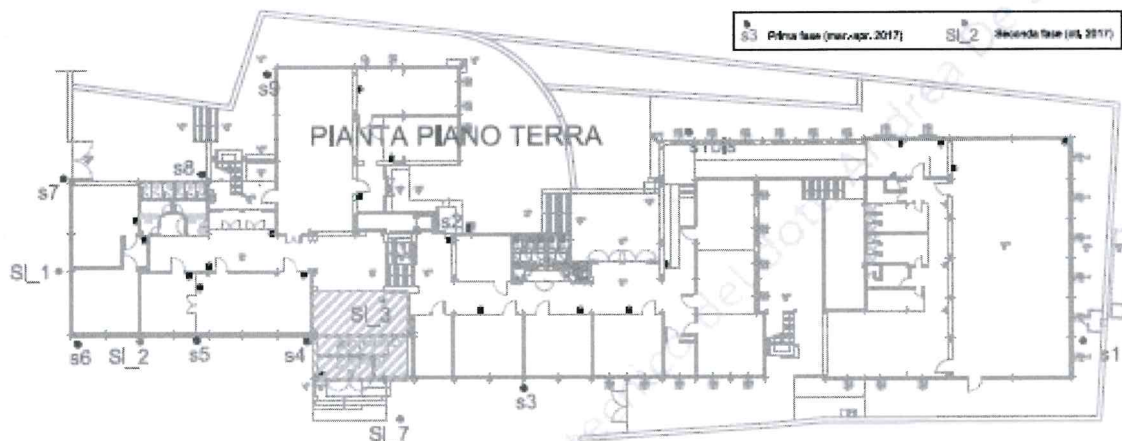 s3 Prima fase (mar.-apr. 2017) SI_2 Seconda fase (ott. 2017)
s9
PIANTA PIANO TERRA
s8
s7
s2
SI_1
SI_3
s6 SI_2 s5 s4
s1
s3
SI_7